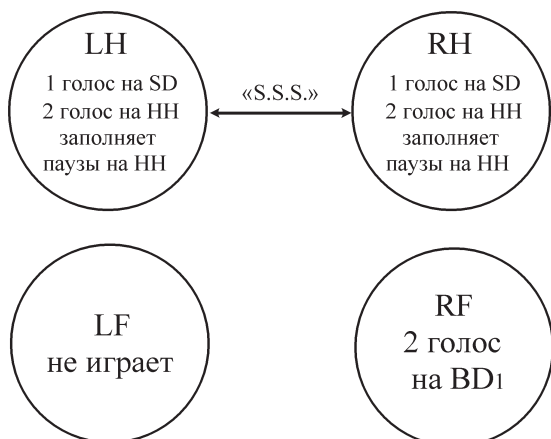 LH
1 голос на SD
2 голос на HH
заполняет
паузы на HH
«S.S.S.»
RH
1 голос на SD
2 голос на HH
заполняет
паузы на HH
LF
не играет
RF
2 голос
на BD1